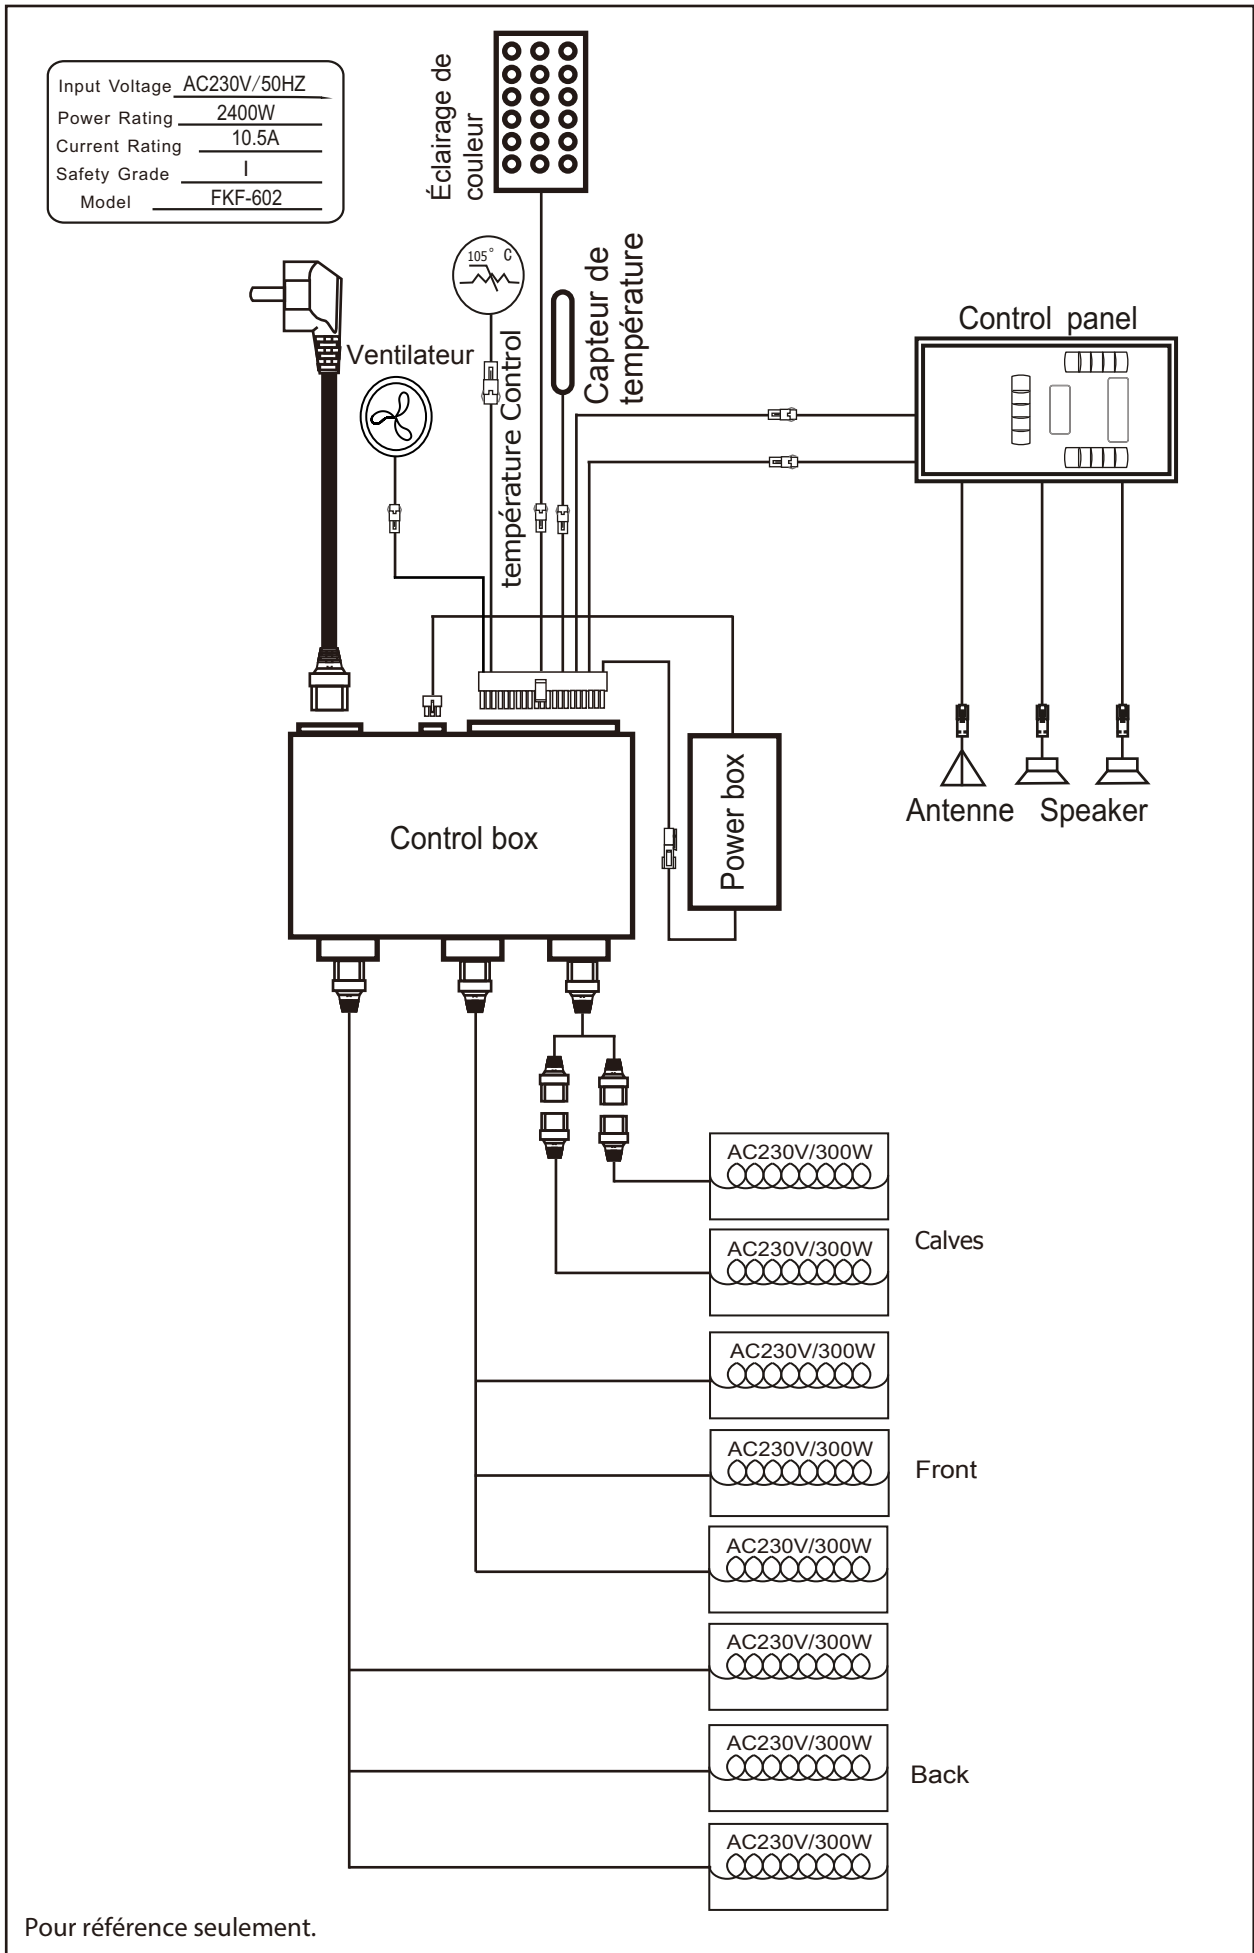 Input Voltage AC230V/50HZ
Power Rating 2400W
Current Rating 10.5A
Safety Grade I
Model FKF-602
Éclairage de
couleur
105° C
température Control
Capteur de
température
Ventilateur
Control panel
Antenne
Speaker
Control box
Power box
AC230V/300W
AC230V/300W
Calves
AC230V/300W
AC230V/300W
Front
AC230V/300W
AC230V/300W
AC230V/300W
Back
AC230V/300W
Pour référence seulement.